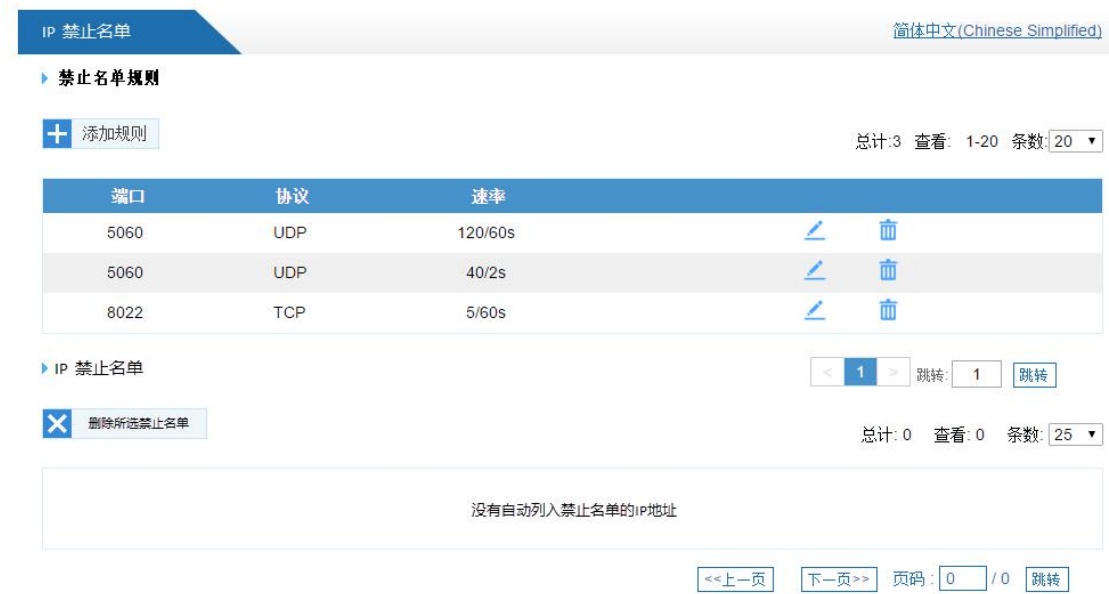 IP 禁止名单 简体中文(Chinese Simplified)
禁止名单规则
添加规则
总计:3 查看: 1-20 条数: 20
端口 协议 速率
5060 UDP 120/60s
5060 UDP 40/2s
8022 TCP 5/60s
IP 禁止名单
< 1 > 跳转: 1 跳转
删除所选禁止名单
总计: 0 查看: 0 条数: 25
没有自动列入禁止名单的IP地址
<<上一页 下一页>> 页码 : 0 / 0 跳转